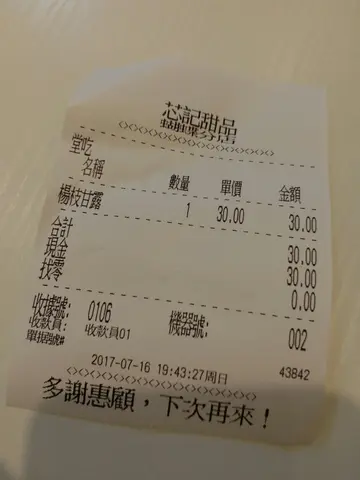 芯記甜品
堂吃
名稱 數量 單價 金額
楊枝甘露 1 30.00 30.00
合計 30.00
現金 30.00
找零 0.00
收據號: 0106 機器號: 002
收款員: 收款員01
2017-07-16 19:43:27周日 43842
多謝惠顧，下次再來！